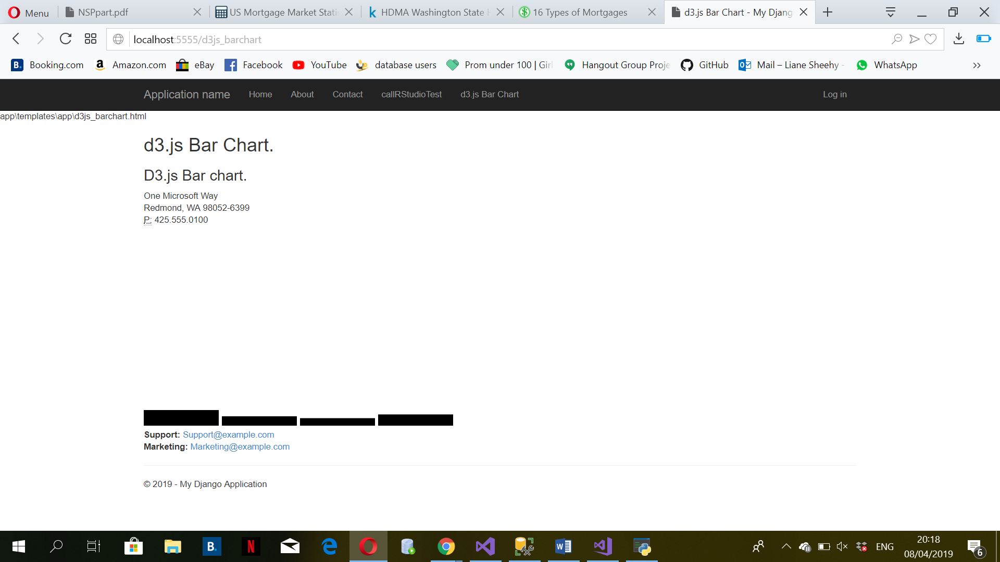 Menu
NSPpart.pdf
US Mortgage Market Stati
HDMA Washington State
16 Types of Mortgages
d3.js Bar Chart - My Djang
localhost:5555/d3js_barchart
Booking.com
Amazon.com
eBay
Facebook
YouTube
database users
Prom under 100 | Girl
Hangout Group Proje
GitHub
Mail – Liane Sheehy -
WhatsApp
Application name
Home
About
Contact
callRStudioTest
d3.js Bar Chart
Log in
app\templates\app\d3js_barchart.html
d3.js Bar Chart.
D3.js Bar chart.
One Microsoft Way
Redmond, WA 98052-6399
P: 425.555.0100
Support: Support@example.com
Marketing: Marketing@example.com
© 2019 - My Django Application
ENG
20:18
08/04/2019
6